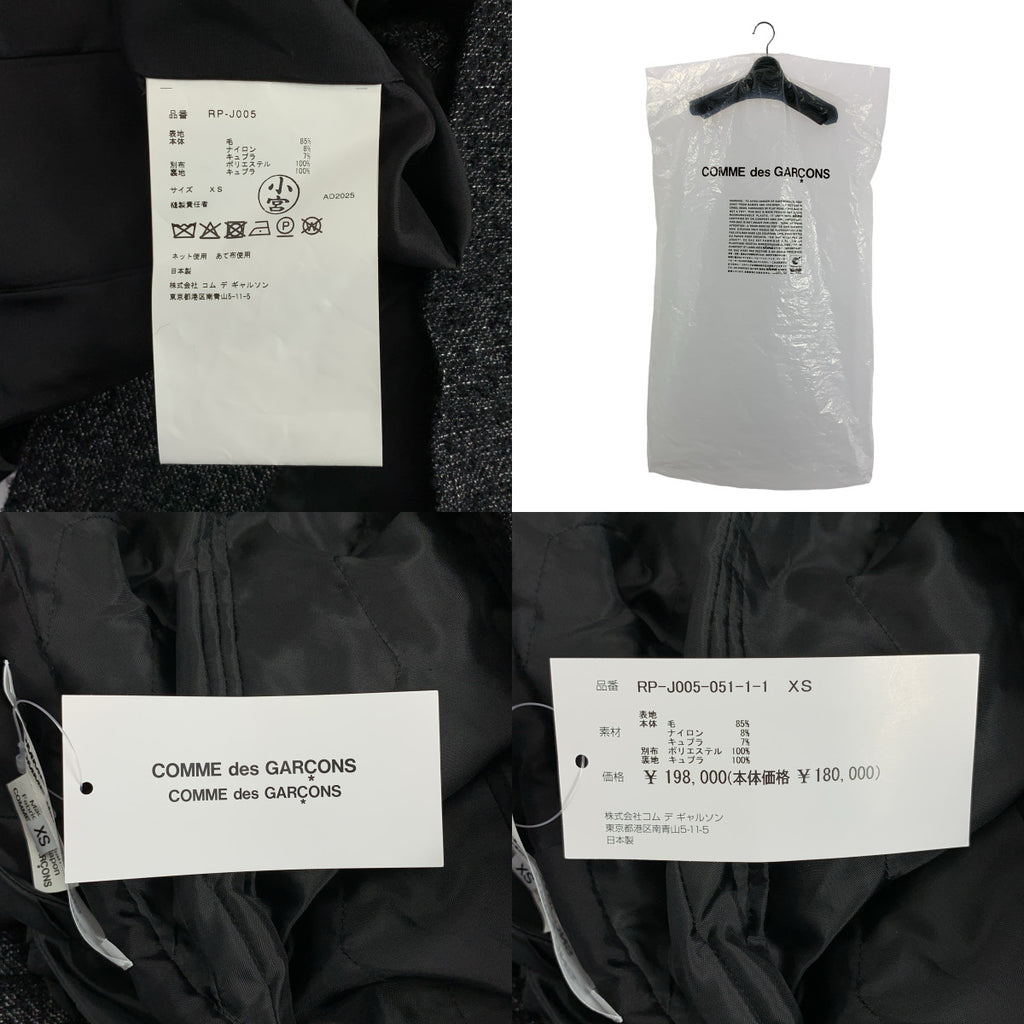 品番 RP-J005
表地
本体 毛 85%
ナイロン 8%
キュプラ 7%
別布 ポリエステル 100%
裏地 キュプラ 100%
サイズ XS
小宮
AD2025
縫製責任者
ネット使用 あて布使用
日本製
株式会社 コム デ ギャルソン
東京都港区南青山5-11-5
COMME des GARÇONS
COMME des GARÇONS
COMME des GARÇONS
XS
品番 RP-J005-051-1-1 XS
表地
本体 毛 85%
素材 ナイロン 8%
キュプラ 7%
別布 ポリエステル 100%
裏地 キュプラ 100%
価格 ¥ 198,000(本体価格 ¥ 180,000)
株式会社コム デ ギャルソン
東京都港区南青山5-11-5
日本製
XS